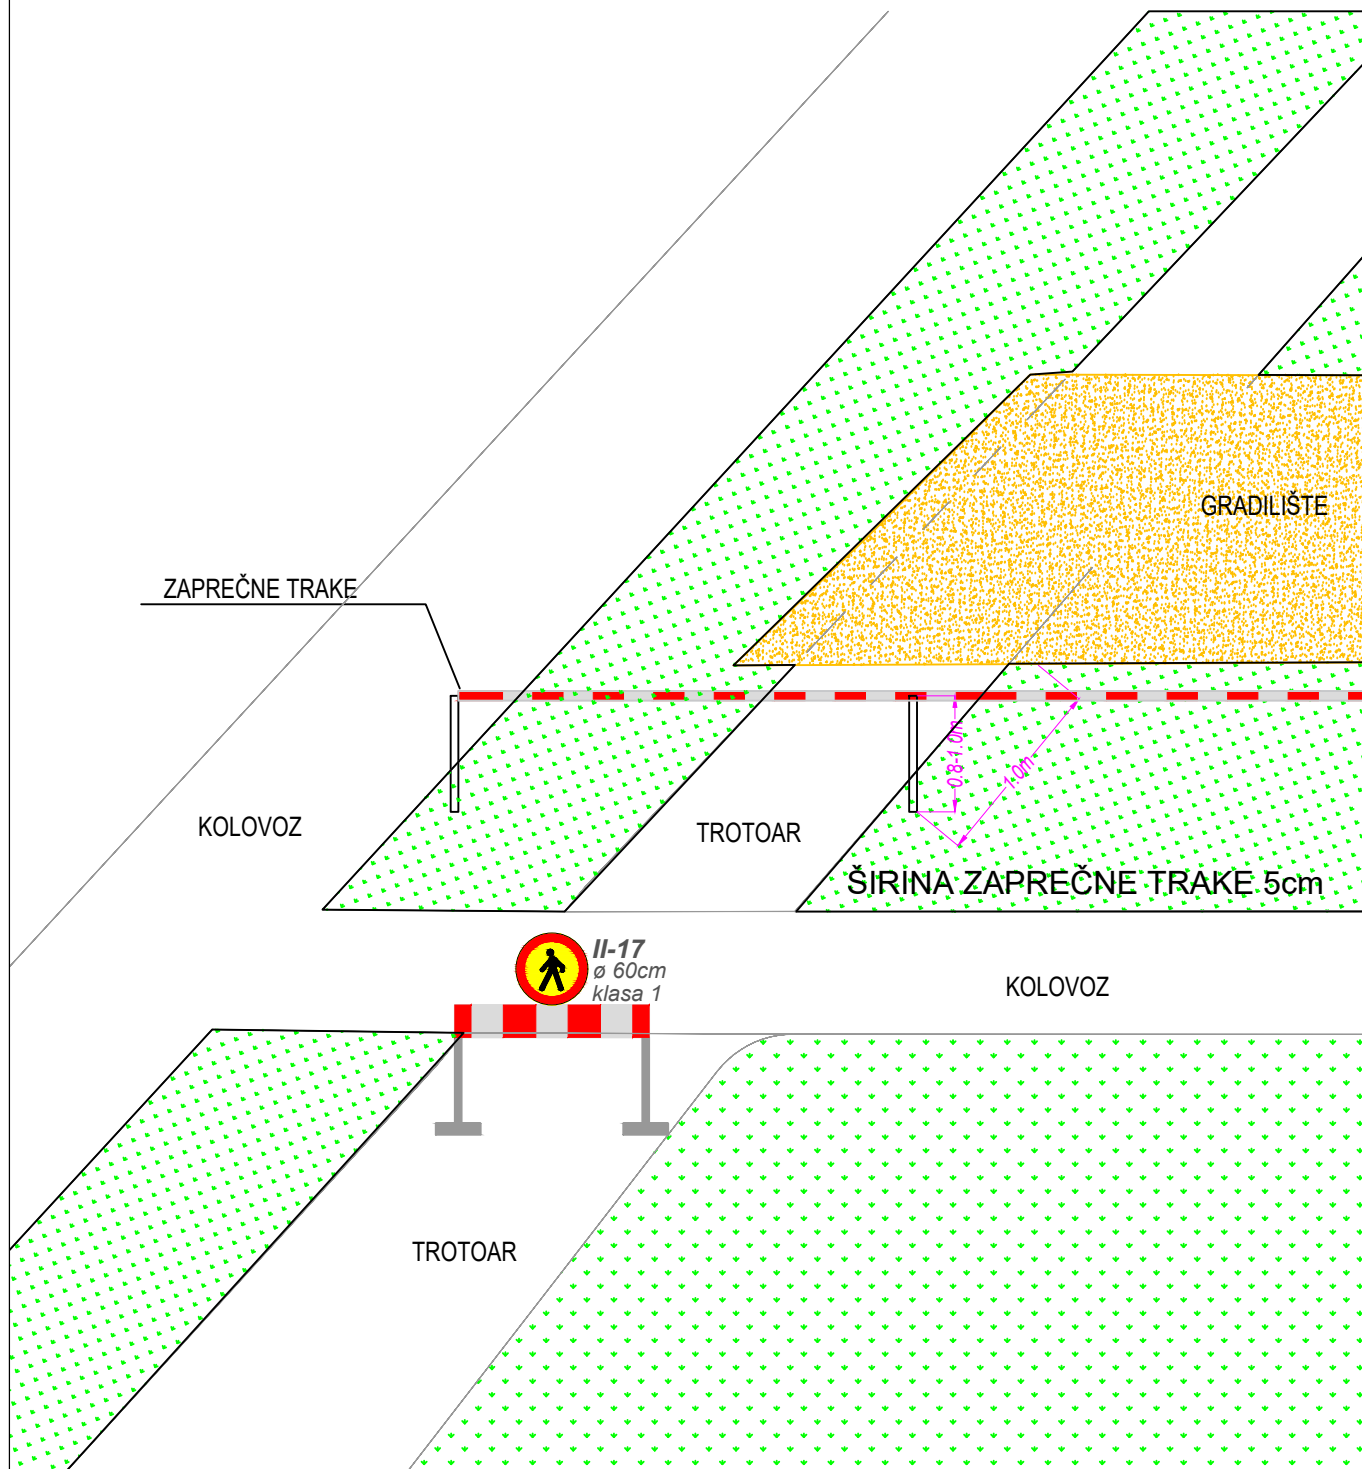 GRADILIŠTE
ZAPREČNE TRAKE
0.8-1.0m
1.0m
KOLOVOZ
TROTOAR
ŠIRINA ZAPREČNE TRAKE 5cm
II-17
ø 60cm
klasa 1
KOLOVOZ
TROTOAR